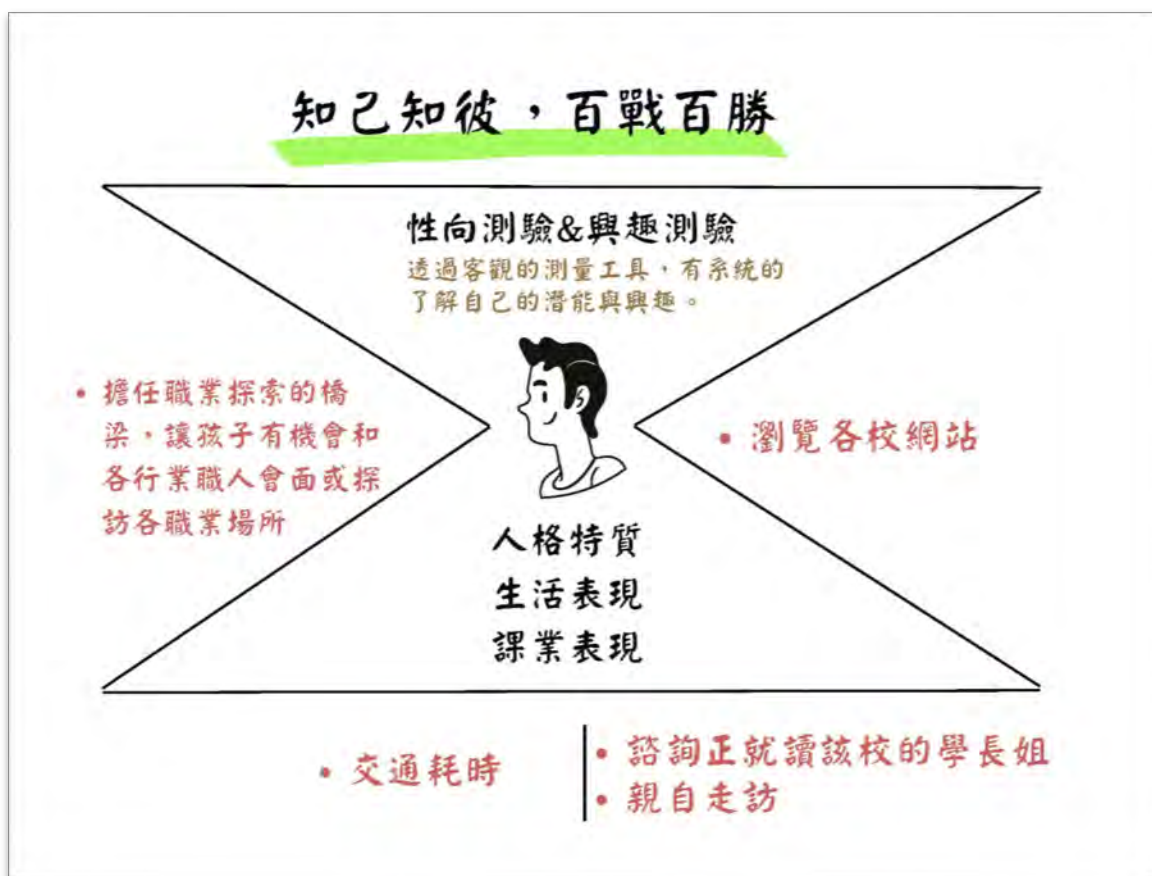 知己知彼，百戰百勝
性向測驗&興趣測驗
透過客觀的測量工具，有系統的
了解自己的潛能與興趣。
• 擔任職業探索的橋
梁，讓孩子有機會和
各行業職人會面或探
訪各職業場所
• 瀏覽各校網站
人格特質
生活表現
課業表現
• 交通耗時
• 諮詢正就讀該校的學長姐
• 親自走訪